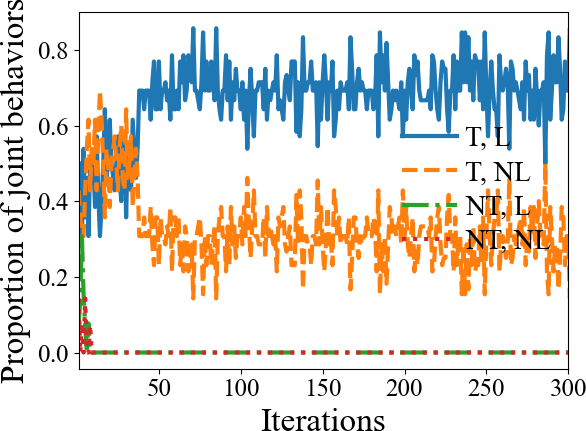 Proportion of joint behaviors
0.8
0.6
0.4
0.2
0.0
T, L
T, NL
NT, L
NT, NL
50
100
150
200
250
300
Iterations